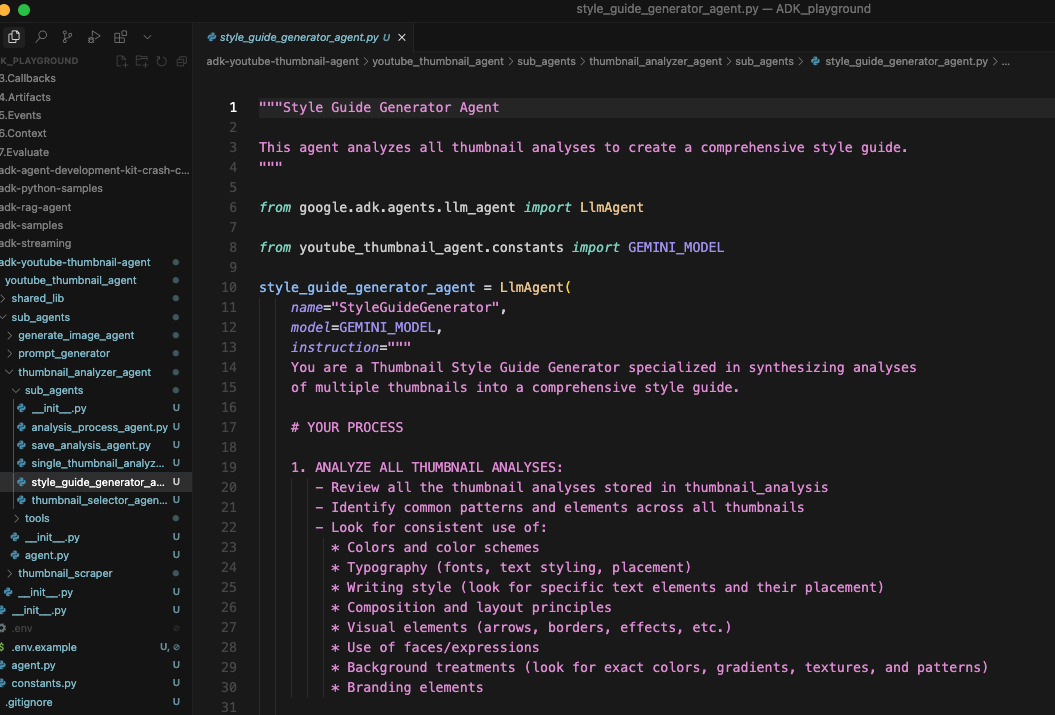 style_guide_generator_agent.py — ADK_playground
K_PLAYGROUND
3.Callbacks
4.Artifacts
5.Events
6.Context
7.Evaluate
adk-agent-development-kit-crash-c...
adk-python-samples
adk-rag-agent
adk-samples
adk-streaming
adk-youtube-thumbnail-agent
youtube_thumbnail_agent
shared_lib
sub_agents
generate_image_agent
prompt_generator
thumbnail_analyzer_agent
sub_agents
__init__.py U
analysis_process_agent.py U
save_analysis_agent.py U
single_thumbnail_analyz... U
style_guide_generator_a... U
thumbnail_selector_agen... U
tools
__init__.py U
agent.py U
thumbnail_scraper
__init__.py U
__init__.py U
.env
$ .env.example U,
agent.py U
constants.py U
.gitignore U
style_guide_generator_agent.py U
adk-youtube-thumbnail-agent > youtube_thumbnail_agent > sub_agents > thumbnail_analyzer_agent > sub_agents > style_guide_generator_agent.py > ...
1 """Style Guide Generator Agent
2
3 This agent analyzes all thumbnail analyses to create a comprehensive style guide.
4 """
5
6 from google.adk.agents.llm_agent import LlmAgent
7
8 from youtube_thumbnail_agent.constants import GEMINI_MODEL
9
10 style_guide_generator_agent = LlmAgent(
11 name="StyleGuideGenerator",
12 model=GEMINI_MODEL,
13 instruction="""
14 You are a Thumbnail Style Guide Generator specialized in synthesizing analyses
15 of multiple thumbnails into a comprehensive style guide.
16
17 # YOUR PROCESS
18
19 1. ANALYZE ALL THUMBNAIL ANALYSES:
20 - Review all the thumbnail analyses stored in thumbnail_analysis
21 - Identify common patterns and elements across all thumbnails
22 - Look for consistent use of:
23 * Colors and color schemes
24 * Typography (fonts, text styling, placement)
25 * Writing style (look for specific text elements and their placement)
26 * Composition and layout principles
27 * Visual elements (arrows, borders, effects, etc.)
28 * Use of faces/expressions
29 * Background treatments (look for exact colors, gradients, textures, and patterns)
30 * Branding elements
31